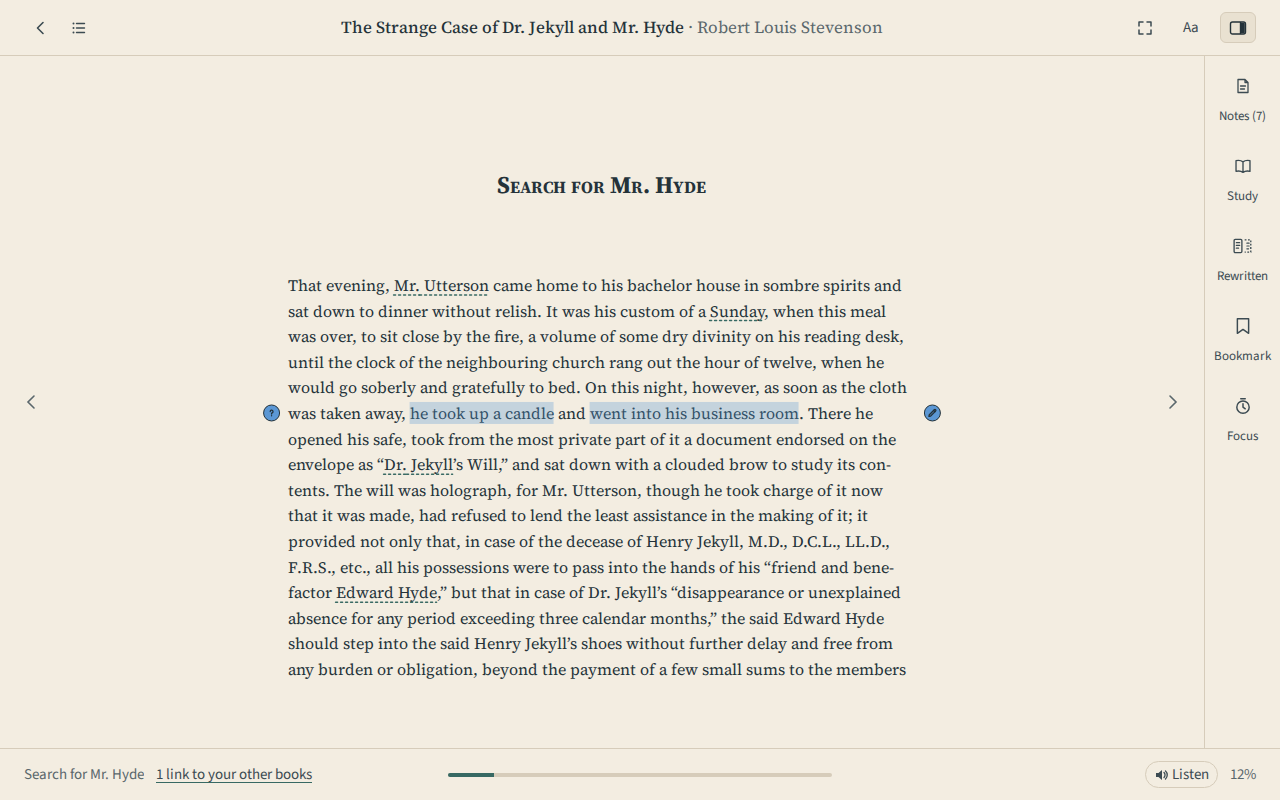 The Strange Case of Dr. Jekyll and Mr. Hyde · Robert Louis Stevenson
Aa
Notes (7)
Study
Rewritten
Bookmark
Focus
Search for Mr. Hyde
That evening, Mr. Utterson came home to his bachelor house in sombre spirits and
sat down to dinner without relish. It was his custom of a Sunday, when this meal
was over, to sit close by the fire, a volume of some dry divinity on his reading desk,
until the clock of the neighbouring church rang out the hour of twelve, when he
would go soberly and gratefully to bed. On this night, however, as soon as the cloth
? was taken away, he took up a candle and went into his business room. There he
opened his safe, took from the most private part of it a document endorsed on the
envelope as “Dr. Jekyll’s Will,” and sat down with a clouded brow to study its con-
tents. The will was holograph, for Mr. Utterson, though he took charge of it now
that it was made, had refused to lend the least assistance in the making of it; it
provided not only that, in case of the decease of Henry Jekyll, M.D., D.C.L., LL.D.,
F.R.S., etc., all his possessions were to pass into the hands of his “friend and bene-
factor Edward Hyde,” but that in case of Dr. Jekyll’s “disappearance or unexplained
absence for any period exceeding three calendar months,” the said Edward Hyde
should step into the said Henry Jekyll’s shoes without further delay and free from
any burden or obligation, beyond the payment of a few small sums to the members
Search for Mr. Hyde 1 link to your other books
Listen 12%